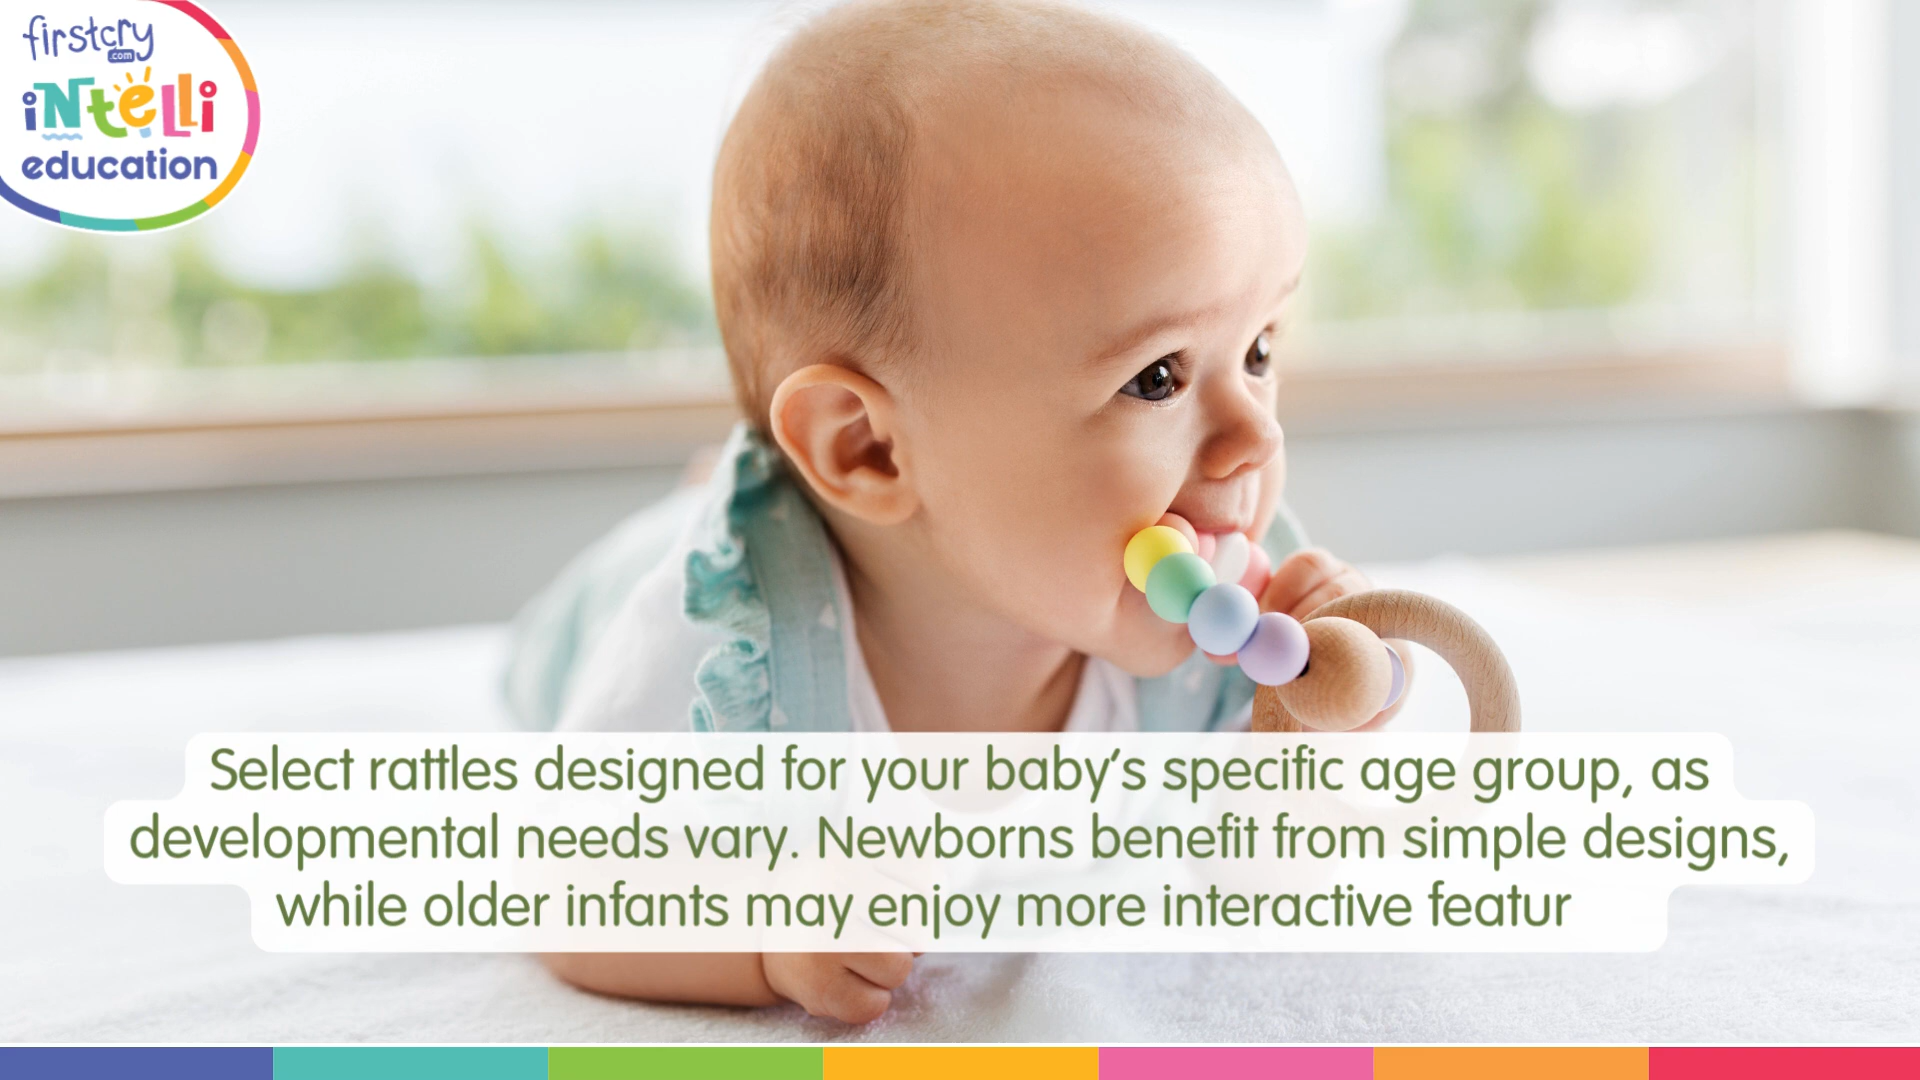 firstcry
.com
iNtelli
education
Select rattles designed for your baby's specific age group, as
developmental needs vary. Newborns benefit from simple designs,
while older infants may enjoy more interactive featur